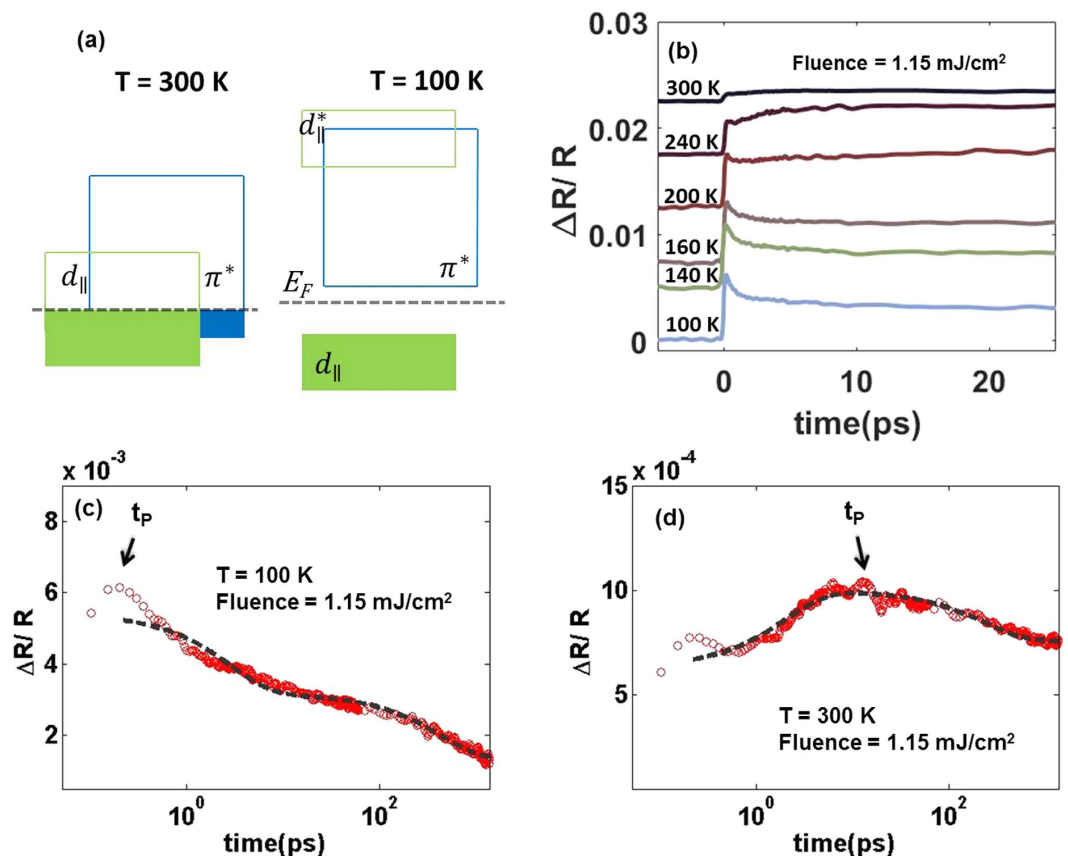 (a)
T = 300 K
T = 100 K
d∥*
d∥
π*
E_F
π*
d∥
(b)
Fluence = 1.15 mJ/cm²
0.03
0.02
0.01
0
ΔR/ R
300 K
240 K
200 K
160 K
140 K
100 K
0
10
20
time(ps)
x 10⁻³
(c)
8
6
4
2
ΔR/ R
t_P
T = 100 K
Fluence = 1.15 mJ/cm²
10⁰
10²
time(ps)
x 10⁻⁴
(d)
15
10
5
ΔR/ R
t_P
T = 300 K
Fluence = 1.15 mJ/cm²
10⁰
10²
time(ps)